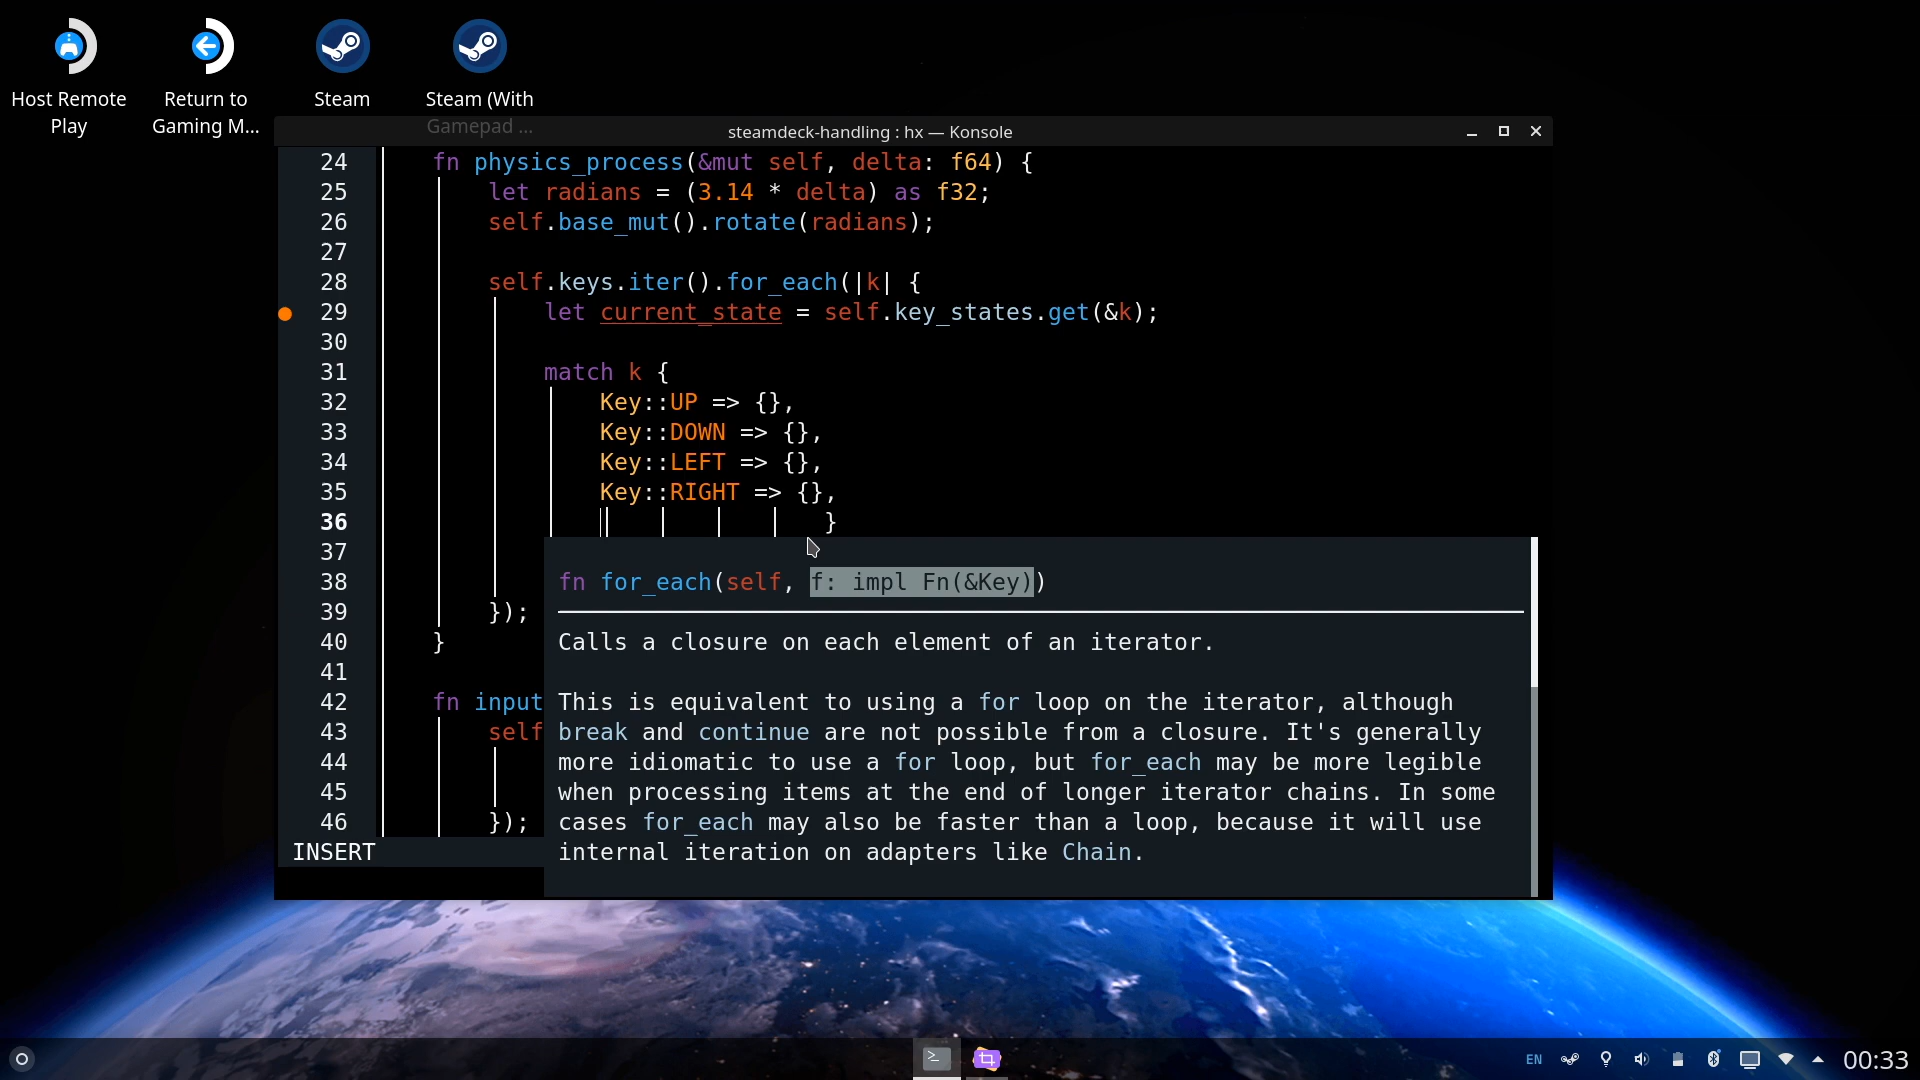 Host Remote Play
Return to Gaming M...
Steam
Steam (With Gamepad ...
steamdeck-handling : hx — Konsole
24 fn physics_process(&mut self, delta: f64) {
25 let radians = (3.14 * delta) as f32;
26 self.base_mut().rotate(radians);
27
28 self.keys.iter().for_each(|k| {
29 let current_state = self.key_states.get(&k);
30
31 match k {
32 Key::UP => {},
33 Key::DOWN => {},
34 Key::LEFT => {},
35 Key::RIGHT => {},
36 }
37
38
39 });
40 }
41
42 fn input
43 self
44
45
46 });
INSERT
fn for_each(self, f: impl Fn(&Key))
Calls a closure on each element of an iterator.
This is equivalent to using a for loop on the iterator, although
break and continue are not possible from a closure. It's generally
more idiomatic to use a for loop, but for_each may be more legible
when processing items at the end of longer iterator chains. In some
cases for_each may also be faster than a loop, because it will use
internal iteration on adapters like Chain.
EN
00:33